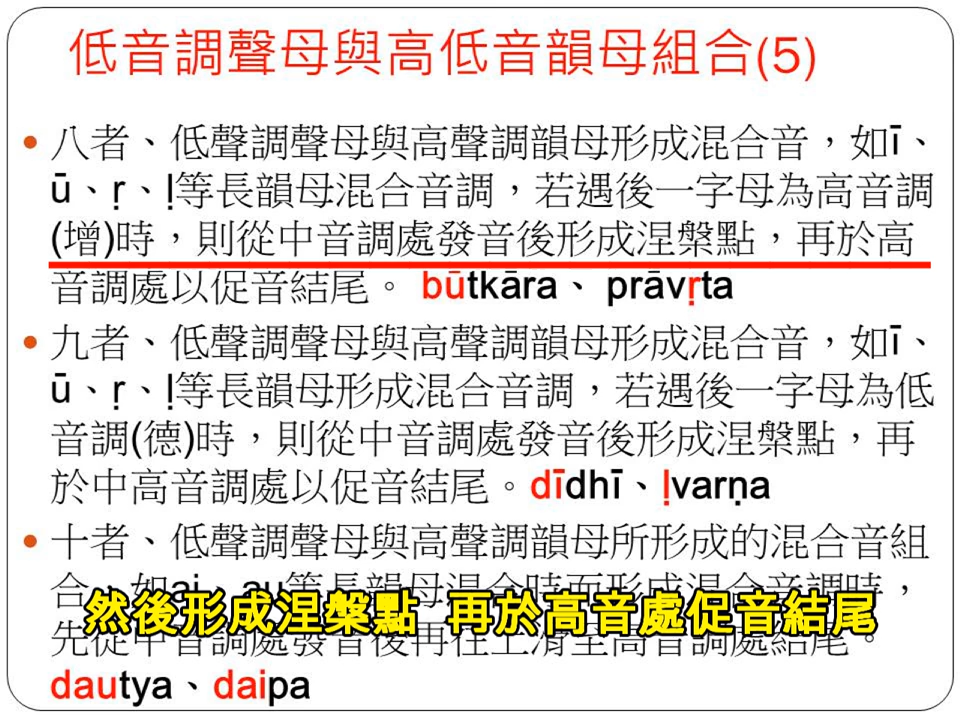 低音調聲母與高低音韻母組合(5)
• 八者、低聲調聲母與高聲調韻母形成混合音，如ī、
ū、ṛ、ḷ等長韻母混合音調，若遇後一字母為高音調
(增)時，則從中音調處發音後形成涅槃點，再於高
音調處以促音結尾。 būtkāra、 prāvṛta
• 九者、低聲調聲母與高聲調韻母形成混合音，如ī、
ū、ṛ、ḷ等長韻母形成混合音調，若遇後一字母為低
音調(德)時，則從中音調處發音後形成涅槃點，再
於中高音調處以促音結尾。dīdhī、ḷvarṇa
• 十者、低聲調聲母與高聲調韻母所形成的混合音組
合，如ai、au等長韻母混合時而形成混合音調時，
然後形成涅槃點 再於高音處促音結尾
先從中音調處發音後再往上滑至高音調處結尾。
dautya、daipa